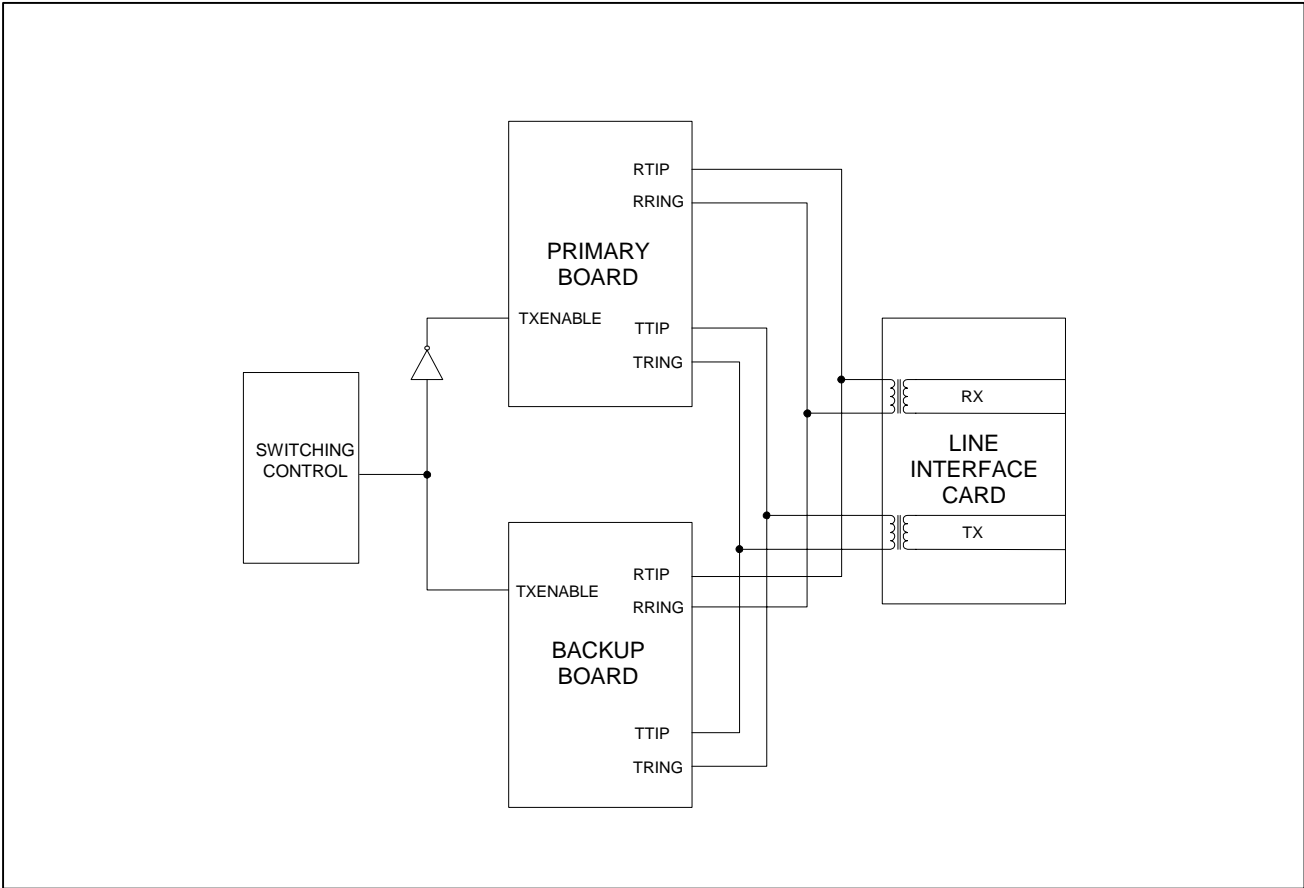 RTIP
RRING
PRIMARY
BOARD
TXENABLE
TTIP
TRING
SWITCHING
CONTROL
RX
LINE
INTERFACE
CARD
TX
RTIP
TXENABLE
RRING
BACKUP
BOARD
TTIP
TRING